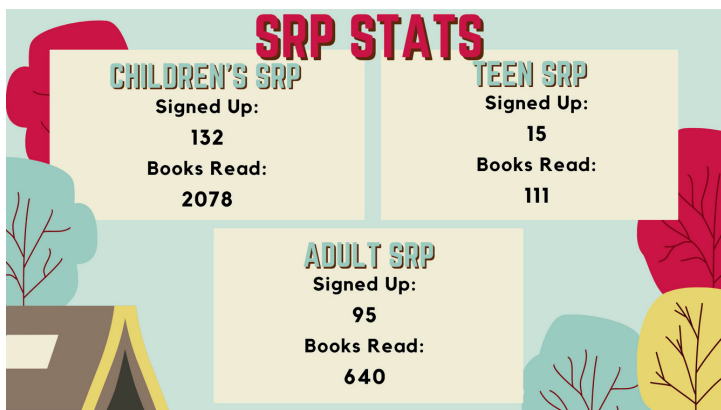 SRP STATS
CHILDREN'S SRP
Signed Up:
132
Books Read:
2078
TEEN SRP
Signed Up:
15
Books Read:
111
ADULT SRP
Signed Up:
95
Books Read:
640